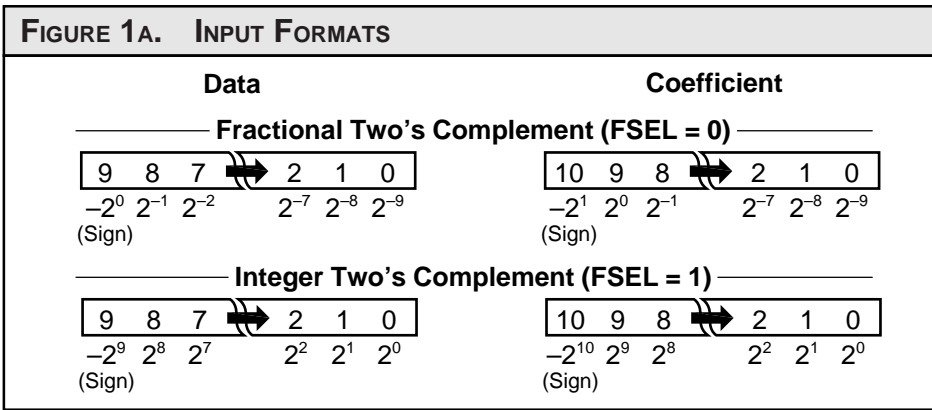 FIGURE 1A. INPUT FORMATS
Data Coefficient
Fractional Two's Complement (FSEL = 0)
9 8 7 2 1 0 10 9 8 2 1 0
–2⁰ 2⁻¹ 2⁻² 2⁻⁷ 2⁻⁸ 2⁻⁹ –2¹ 2⁰ 2⁻¹ 2⁻⁷ 2⁻⁸ 2⁻⁹
(Sign) (Sign)
Integer Two's Complement (FSEL = 1)
9 8 7 2 1 0 10 9 8 2 1 0
–2⁹ 2⁸ 2⁷ 2² 2¹ 2⁰ –2¹⁰ 2⁹ 2⁸ 2² 2¹ 2⁰
(Sign) (Sign)